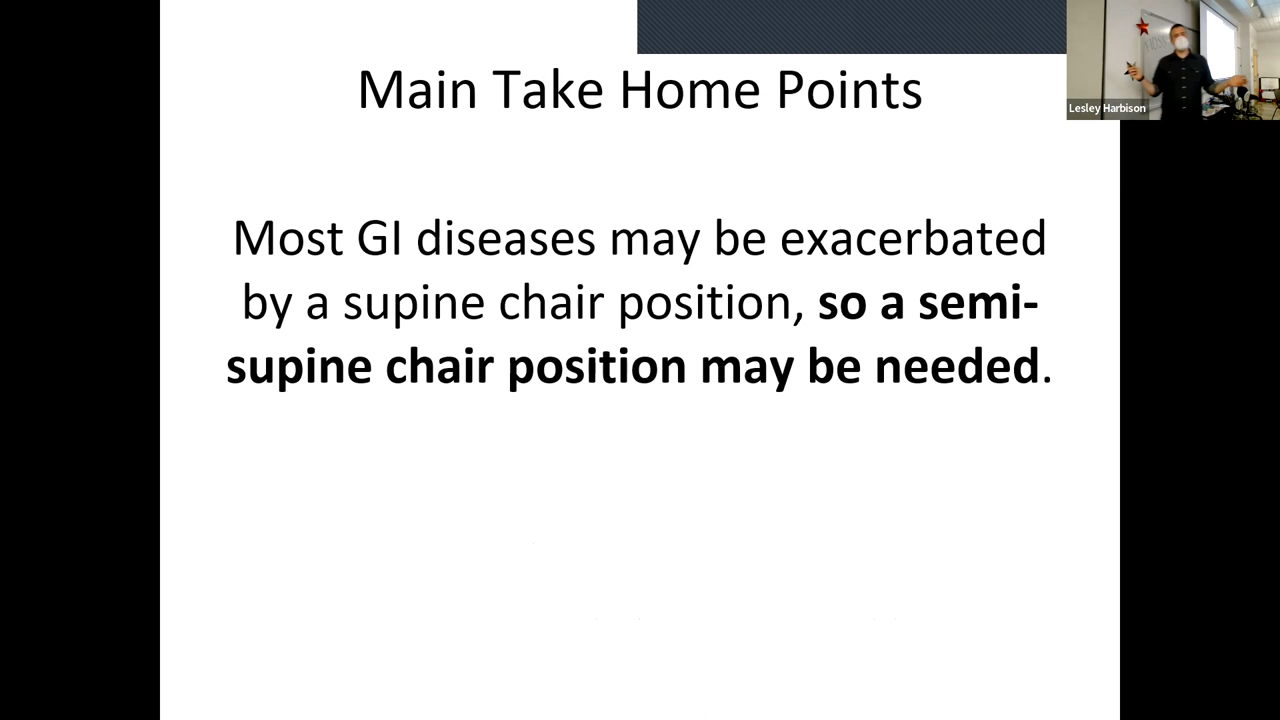 Main Take Home Points
Lesley Harbison
Most GI diseases may be exacerbated
by a supine chair position, so a semi-
supine chair position may be needed.